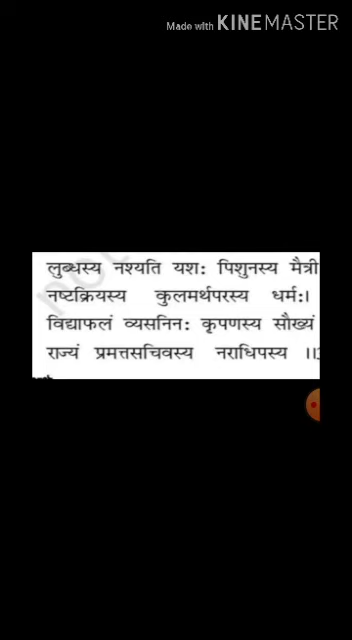 Made with KINEMASTER
लुब्धस्य नश्यति यश: पिशुनस्य मैत्री
नष्टक्रियस्य कुलमर्थपरस्य धर्म:।
विद्याफलं व्यसनिन: कृपणस्य सौख्यं
राज्यं प्रमत्तसचिवस्य नराधिपस्य ।।